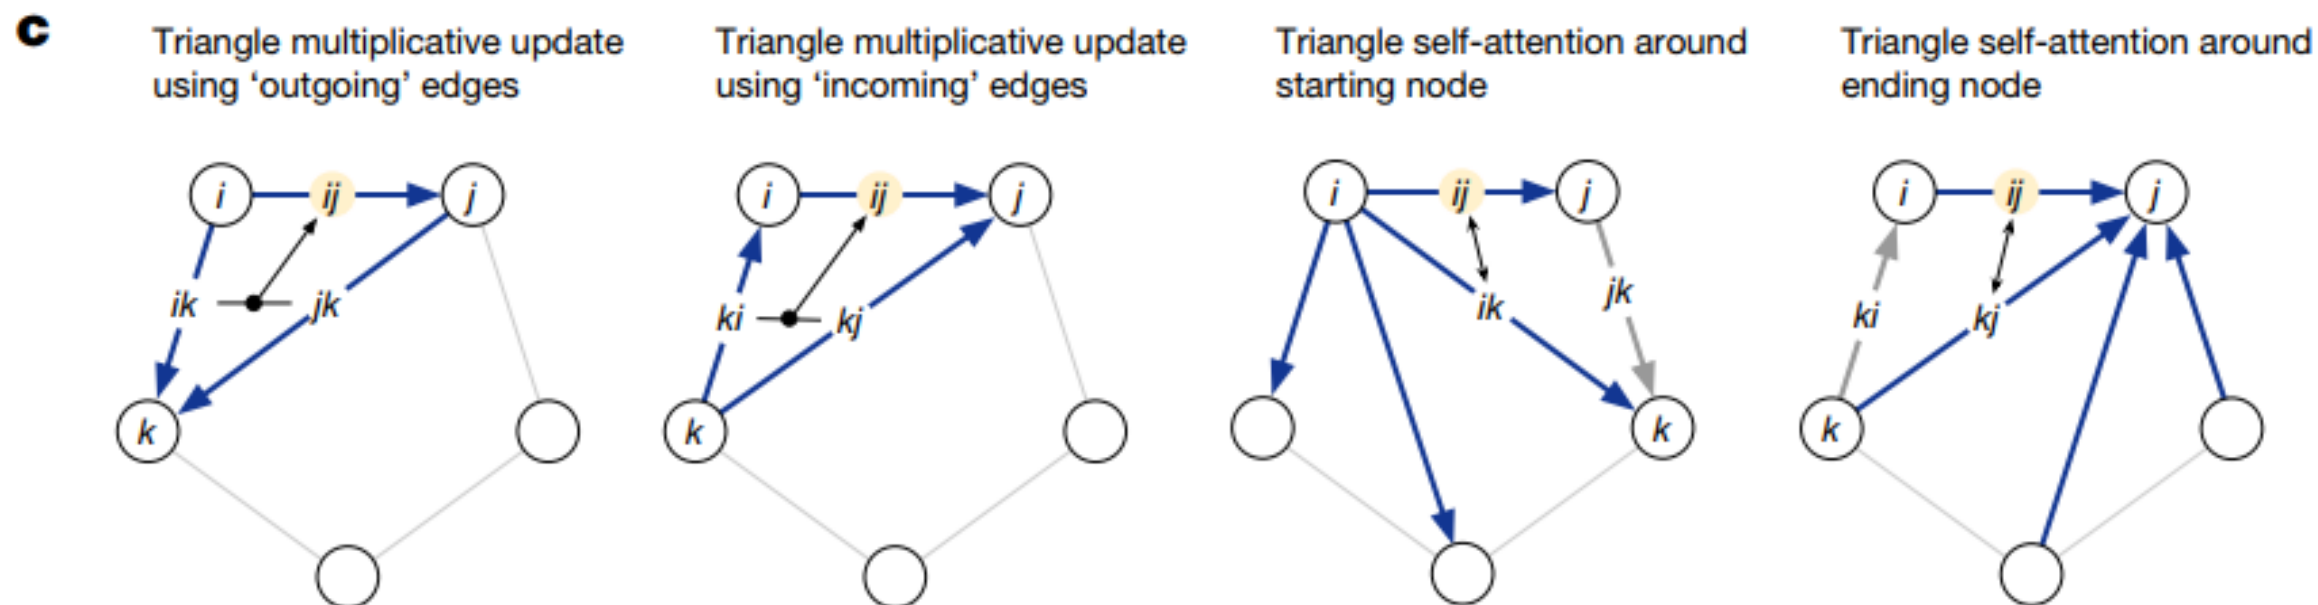 c
Triangle multiplicative update
using ‘outgoing’ edges
i
ij
j
ik
jk
k
Triangle multiplicative update
using ‘incoming’ edges
i
ij
j
ki
kj
k
Triangle self-attention around
starting node
i
ij
j
ik
jk
k
Triangle self-attention around
ending node
i
ij
j
ki
kj
k